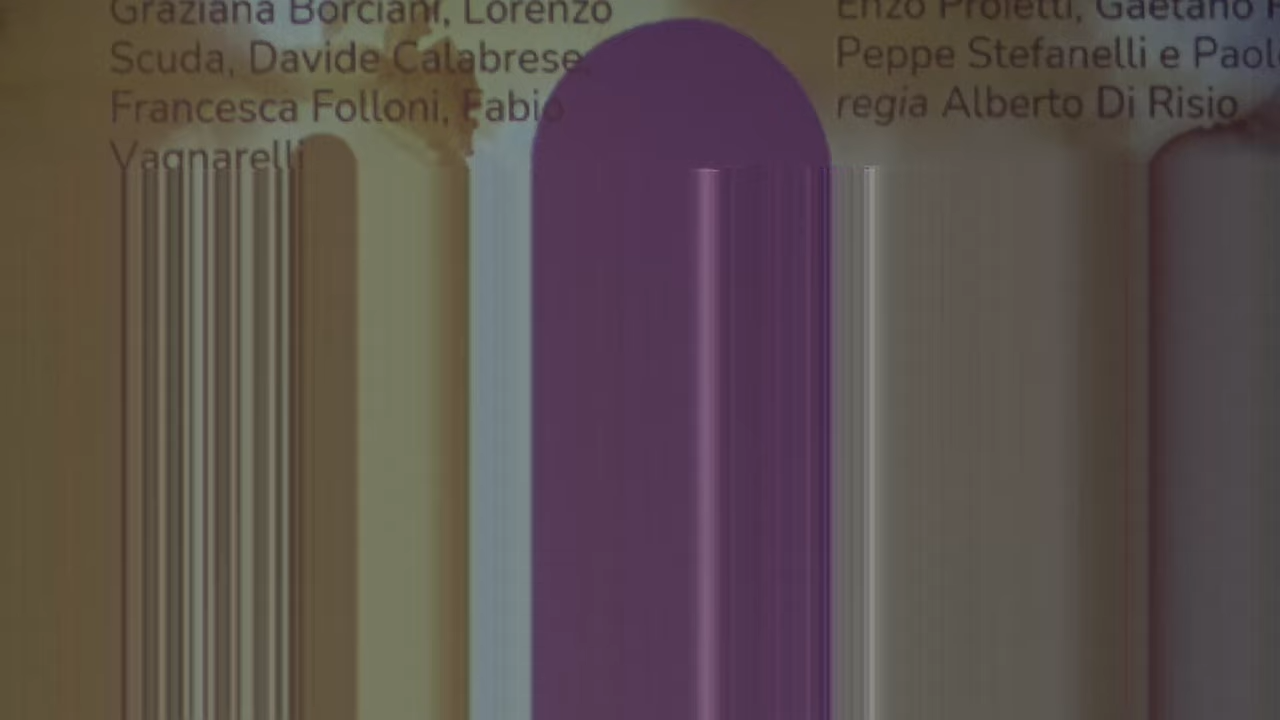 Graziana Borciani, Lorenzo
Scuda, Davide Calabrese,
Francesca Folloni, Fabio
Vagnarelli
Enzo Proietti, Gaetano
Peppe Stefanelli e
regia Alberto Di Risio